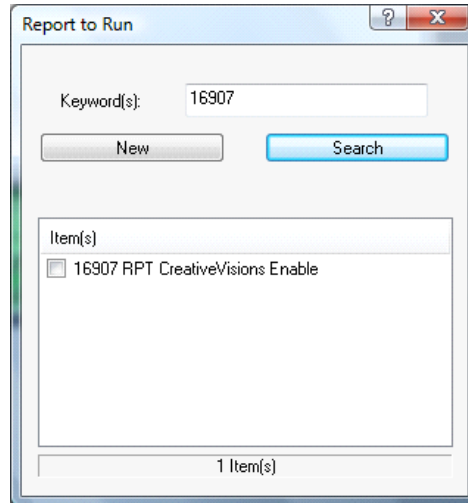 Report to Run
?
X
Keyword(s):
16907
New
Search
Item(s)
16907 RPT CreativeVisions Enable
1 Item(s)